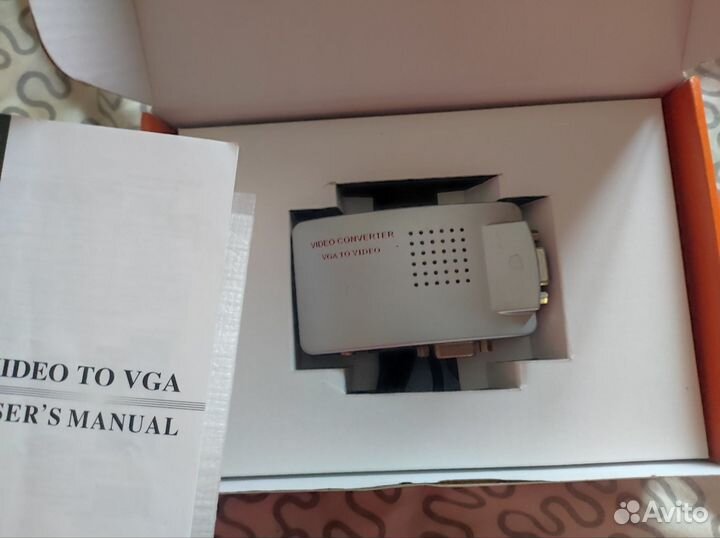 VIDEO CONVERTER
VGA TO VIDEO
IDEO TO VGA
SER'S MANUAL
Avito